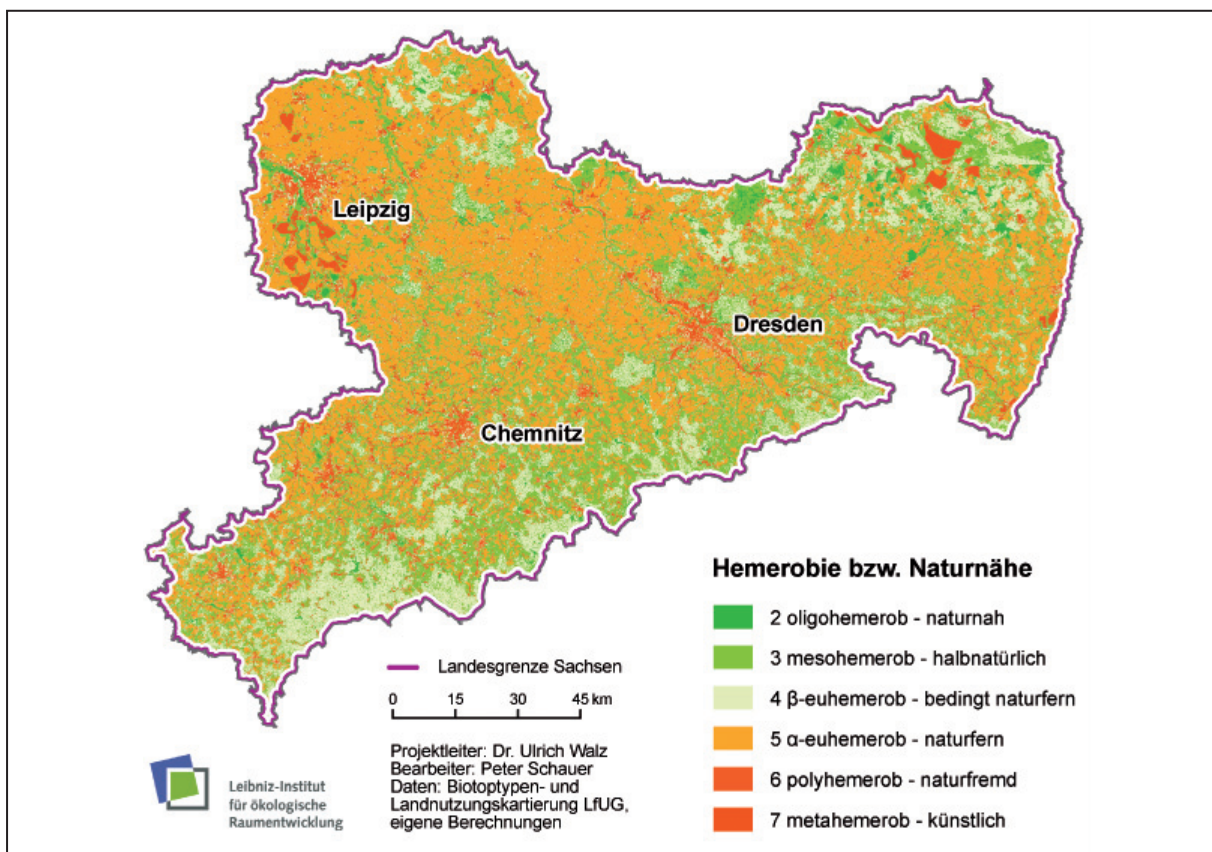 Leipzig
Dresden
Chemnitz
Hemerobie bzw. Naturnähe
2 oligohemerob - naturnah
3 mesohemerob - halbnatürlich
4 β-euhemerob - bedingt naturfern
5 α-euhemerob - naturfern
6 polyhemerob - naturfremd
7 metahemerob - künstlich
Landesgrenze Sachsen
0 15 30 45 km
Projektleiter: Dr. Ulrich Walz
Bearbeiter: Peter Schauer
Daten: Biotoptypen- und
Landnutzungskartierung LfUG,
eigene Berechnungen
Leibniz-Institut
für ökologische
Raumentwicklung